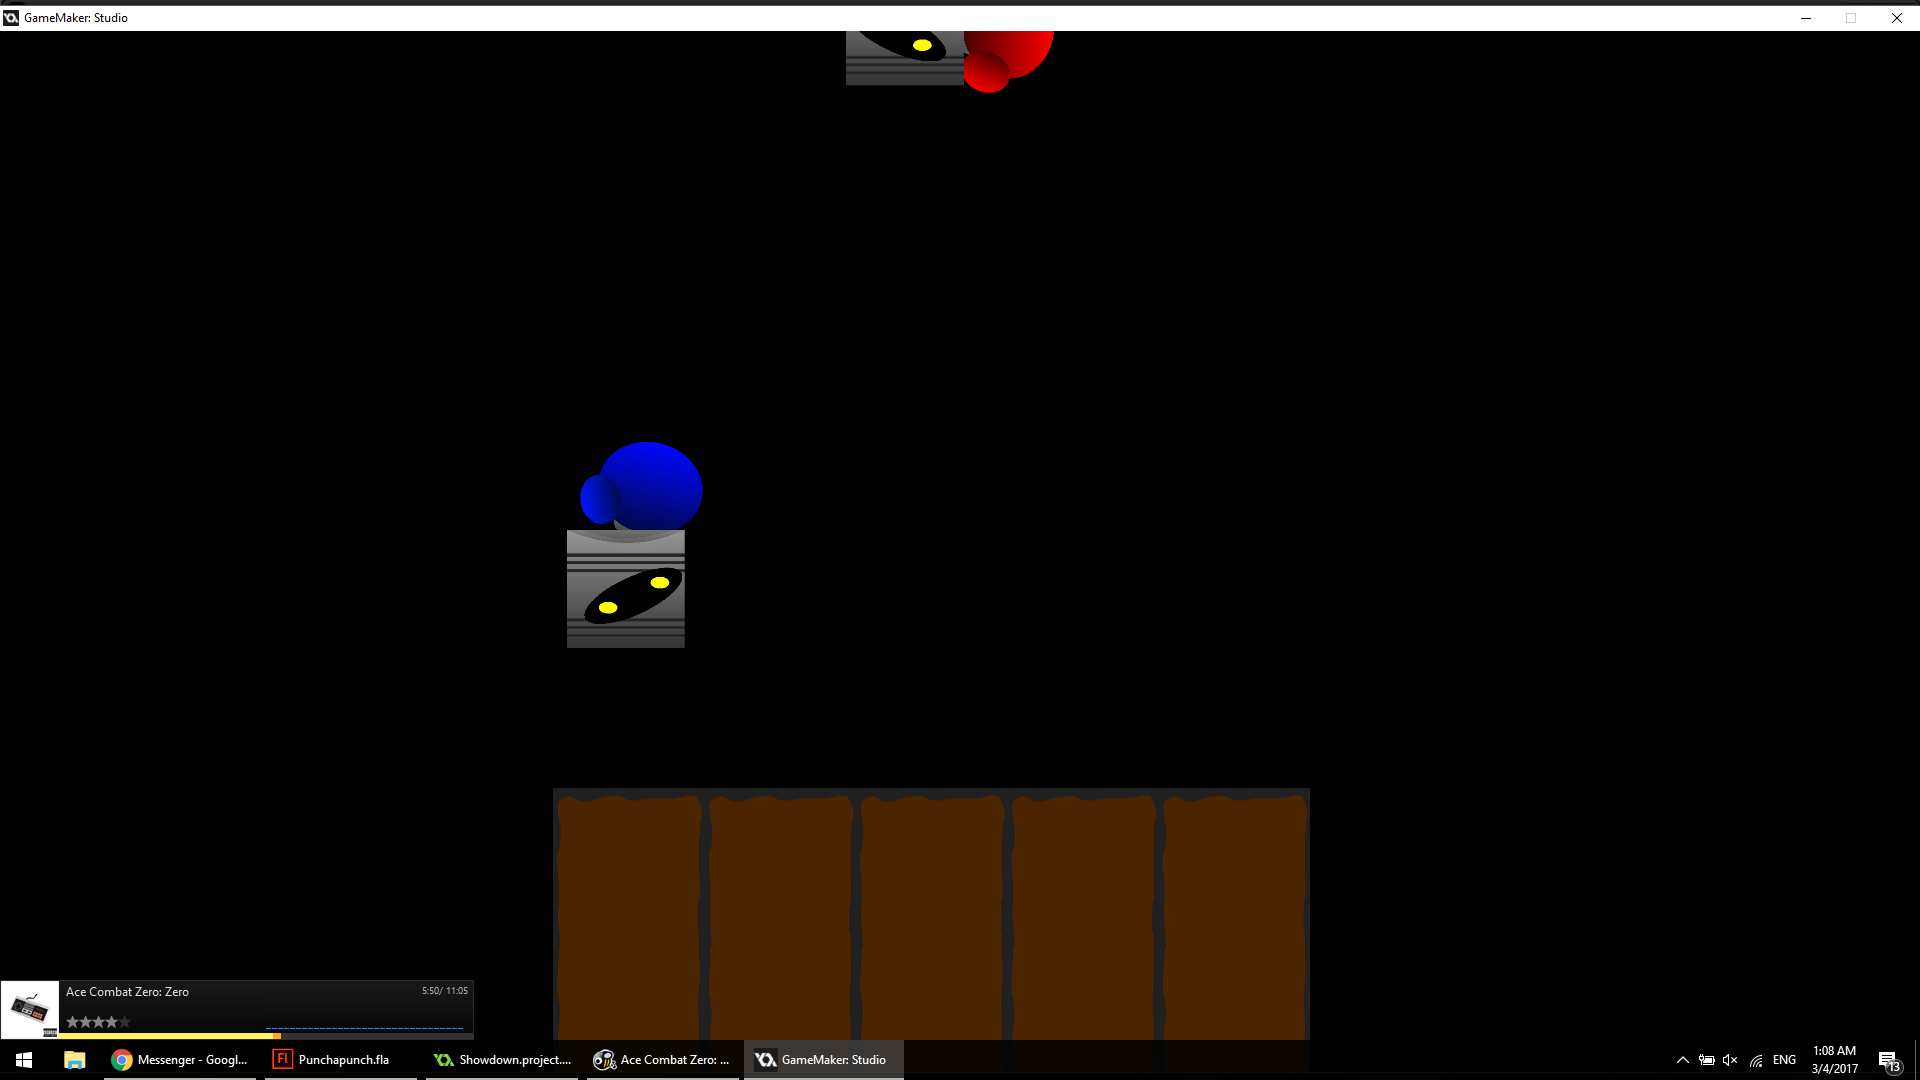 GameMaker: Studio
Ace Combat Zero: Zero
5:50/ 11:05
Messenger - Googl...
Fl
Punchapunch.fla
Showdown.project....
Ace Combat Zero: ...
GameMaker: Studio
ENG
1:08 AM
3/4/2017
13